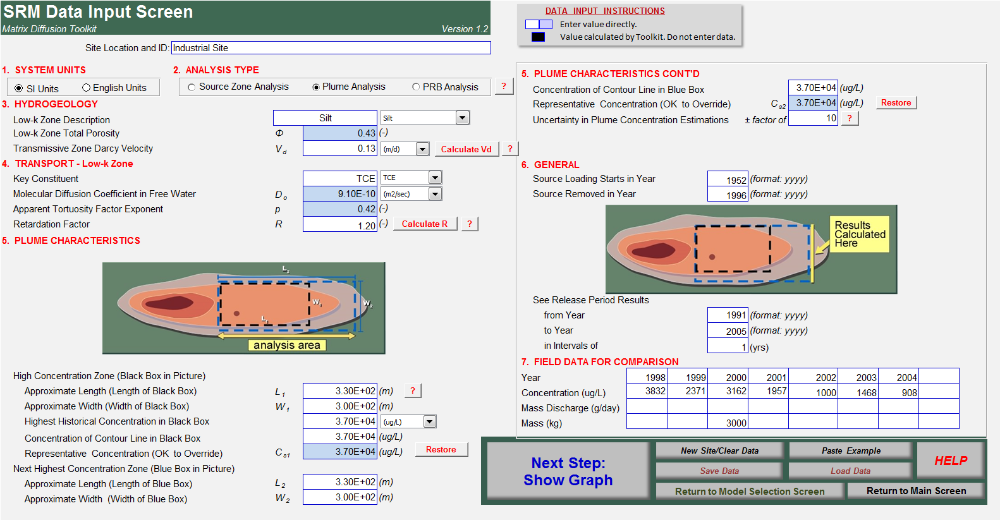 SRM Data Input Screen
Matrix Diffusion Toolkit Version 1.2
Site Location and ID: Industrial Site
DATA INPUT INSTRUCTIONS
Enter value directly.
Value calculated by Toolkit. Do not enter data.
1. SYSTEM UNITS
SI Units English Units
2. ANALYSIS TYPE
Source Zone Analysis Plume Analysis PRB Analysis ?
3. HYDROGEOLOGY
Low-k Zone Description Silt Silt
Low-k Zone Total Porosity Φ 0.43 (-)
Transmissive Zone Darcy Velocity Vd 0.13 (m/d) Calculate Vd ?
4. TRANSPORT - Low-k Zone
Key Constituent TCE TCE
Molecular Diffusion Coefficient in Free Water Do 9.10E-10 (m2/sec)
Apparent Tortuosity Factor Exponent p 0.42 (-)
Retardation Factor R 1.20 (-) Calculate R ?
5. PLUME CHARACTERISTICS
L2
W1
W2
L1
analysis area
High Concentration Zone (Black Box in Picture)
Approximate Length (Length of Black Box) L1 3.30E+02 (m) ?
Approximate Width (Width of Black Box) W1 3.00E+02 (m)
Highest Historical Concentration in Black Box 3.70E+04 (ug/L)
Concentration of Contour Line in Black Box 3.70E+04 (ug/L)
Representative Concentration (OK to Override) Cs1 3.70E+04 (ug/L) Restore
Next Highest Concentration Zone (Blue Box in Picture)
Approximate Length (Length of Blue Box) L2 3.30E+02 (m)
Approximate Width (Width of Blue Box) W2 3.00E+02 (m)
5. PLUME CHARACTERISTICS CONT'D
Concentration of Contour Line in Blue Box 3.70E+04 (ug/L)
Representative Concentration (OK to Override) Cs2 3.70E+04 (ug/L) Restore
Uncertainty in Plume Concentration Estimations ± factor of 10 ?
6. GENERAL
Source Loading Starts in Year 1952 (format: yyyy)
Source Removed in Year 1996 (format: yyyy)
Results
Calculated
Here
See Release Period Results
from Year 1991 (format: yyyy)
to Year 2005 (format: yyyy)
in Intervals of 1 (yrs)
7. FIELD DATA FOR COMPARISON
Year 1998 1999 2000 2001 2002 2003 2004
Concentration (ug/L) 3832 2371 3162 1957 1000 1468 908
Mass Discharge (g/day)
Mass (kg) 3000
Next Step:
Show Graph
New Site/Clear Data Paste Example
Save Data Load Data
HELP
Return to Model Selection Screen Return to Main Screen